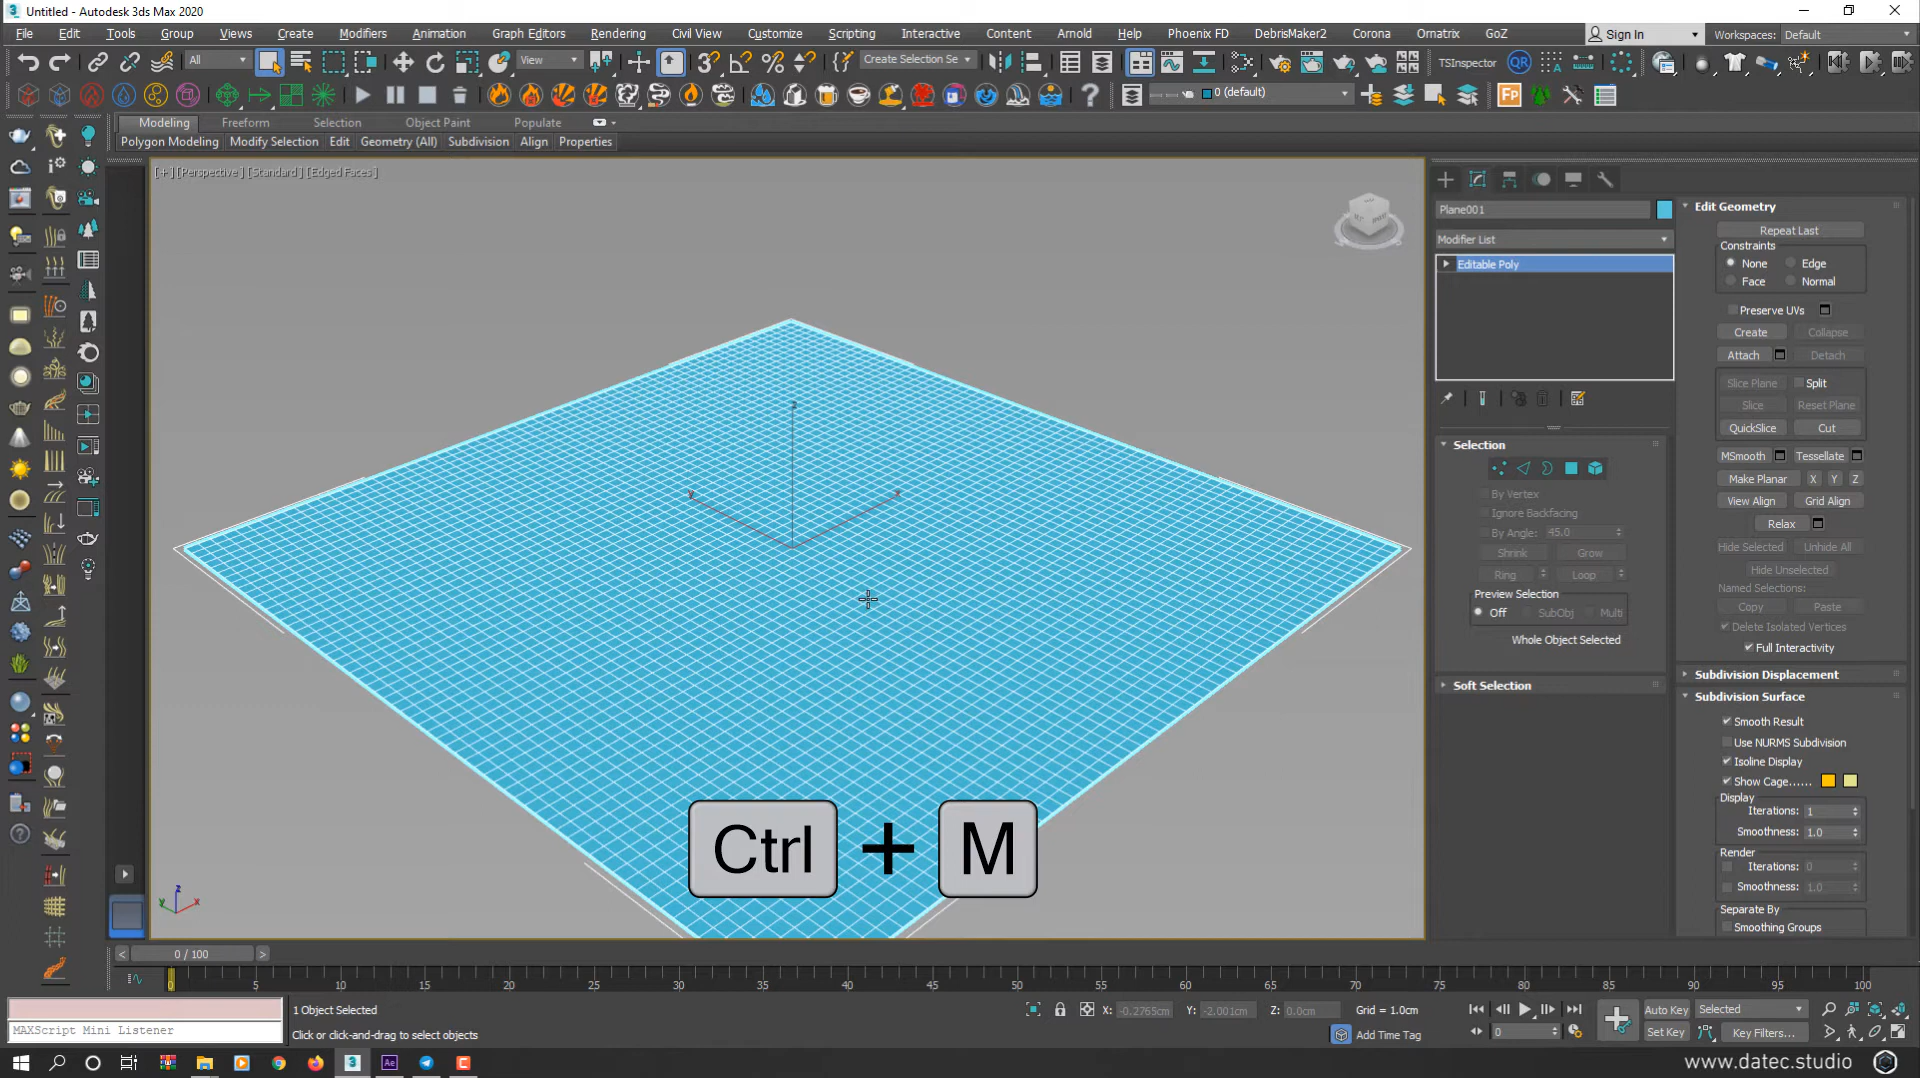 Untitled - Autodesk 3ds Max 2020
File Edit Tools Group Views Create Modifiers Animation Graph Editors Rendering Civil View Customize Scripting Interactive Content Arnold Help Phoenix FD DebrisMaker2 Corona Ornatrix GoZ Sign In Workspaces: Default
All View Create Selection Se TSInspector QR
0 (default) FP
Modeling Freeform Selection Object Paint Populate
Polygon Modeling Modify Selection Edit Geometry (All) Subdivision Align Properties
[+] [Perspective] [Standard] [Edged Faces]
Plane001
Modifier List
Editable Poly
Selection
By Vertex
Ignore Backfacing
By Angle: 45.0
Shrink Grow
Ring Loop
Preview Selection
Off SubObj Multi
Whole Object Selected
Soft Selection
Edit Geometry
Repeat Last
Constraints
None Edge
Face Normal
Preserve UVs
Create Collapse
Attach Detach
Slice Plane Split
Slice Reset Plane
QuickSlice Cut
MSmooth Tessellate
Make Planar X Y Z
View Align Grid Align
Relax
Hide Selected Unhide All
Hide Unselected
Named Selections:
Copy Paste
Delete Isolated Vertices
Full Interactivity
Subdivision Displacement
Subdivision Surface
Smooth Result
Use NURMS Subdivision
Isoline Display
Show Cage......
Display
Iterations: 1
Smoothness: 1.0
Render
Iterations: 0
Smoothness: 1.0
Separate By
Smoothing Groups
z
y x
Ctrl + M
z
y x
< 0 / 100 >
0 5 10 15 20 25 30 35 40 45 50 55 60 65 70 75 80 85 90 95 100
1 Object Selected X: -0.2765cm Y: -2.001cm Z: 0.0cm Grid = 1.0cm Auto Key Selected
MAXScript Mini Listener Click or click-and-drag to select objects Add Time Tag 0 Set Key Key Filters...
3 Ae C
www.datec.studio